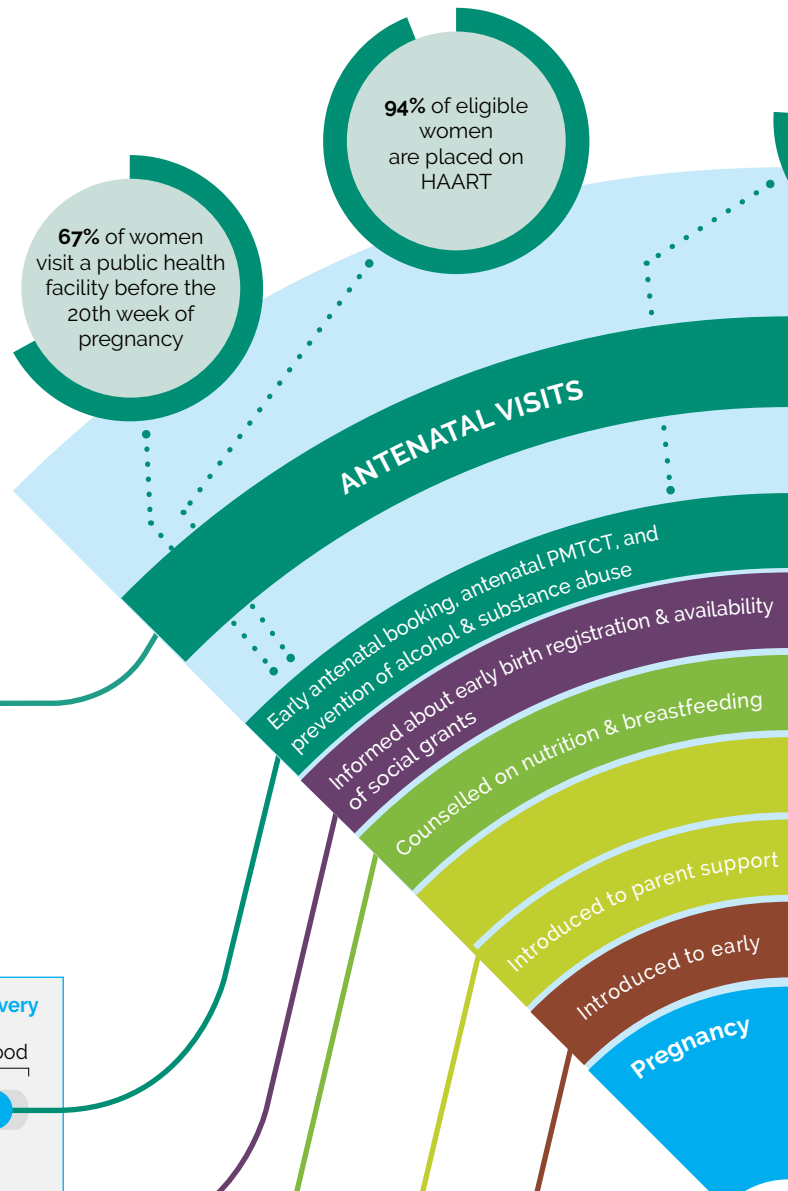 94% of eligible
women
are placed on
HAART
67% of women
visit a public health
facility before the
20th week of
pregnancy
ANTENATAL VISITS
Early antenatal booking, antenatal PMTCT, and
prevention of alcohol & substance abuse
Informed about early birth registration & availability
of social grants
Counselled on nutrition & breastfeeding
Introduced to parent support
Introduced to early
Pregnancy
very
ood